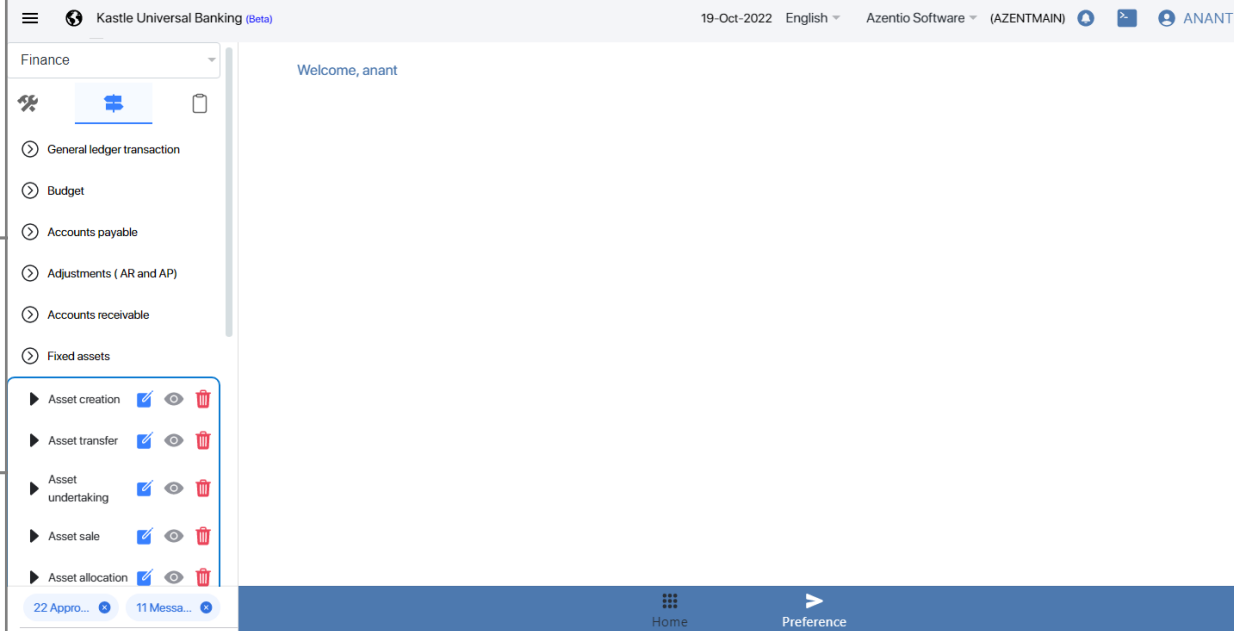 Kastle Universal Banking (Beta)
19-Oct-2022 English Azentio Software (AZENTMAIN) ANANT
Finance
Welcome, anant
General ledger transaction
Budget
Accounts payable
Adjustments ( AR and AP)
Accounts receivable
Fixed assets
Asset creation
Asset transfer
Asset
undertaking
Asset sale
Asset allocation
22 Appro... 11 Messa...
Home
Preference